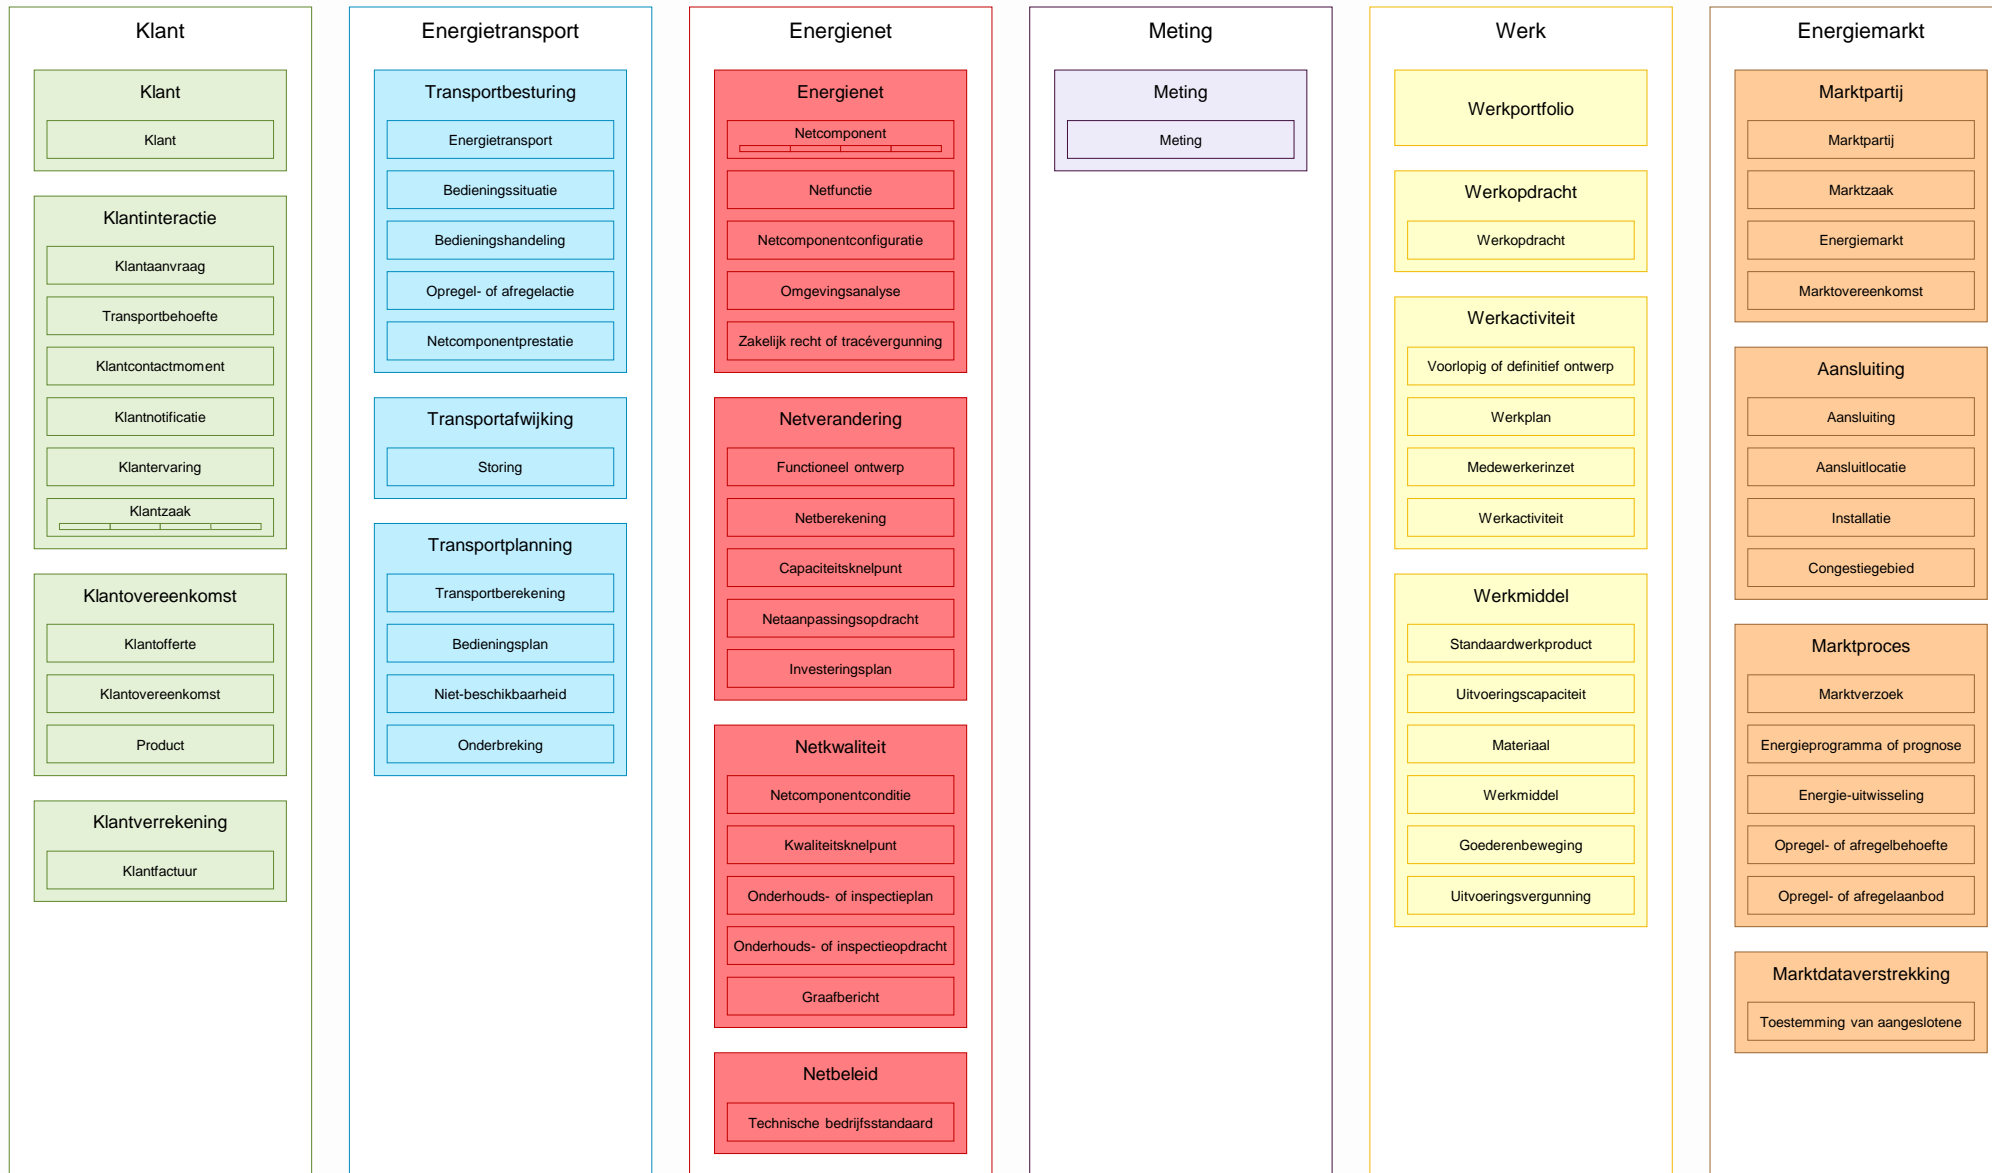 Klant
Klant
Klant
Klantinteractie
Klantaanvraag
Transportbehoefte
Klantcontactmoment
Klantnotificatie
Klantervaring
Klantzaak
Klantovereenkomst
Klantofferte
Klantovereenkomst
Product
Klantverrekening
Klantfactuur
Energietransport
Transportbesturing
Energietransport
Bedieningssituatie
Bedieningshandeling
Opregel- of afregelactie
Netcomponentprestatie
Transportafwijking
Storing
Transportplanning
Transportberekening
Bedieningsplan
Niet-beschikbaarheid
Onderbreking
Energienet
Energienet
Netcomponent
Netfunctie
Netcomponentconfiguratie
Omgevingsanalyse
Zakelijk recht of tracévergunning
Netverandering
Functioneel ontwerp
Netberekening
Capaciteitsknelpunt
Netaanpassingsopdracht
Investeringsplan
Netkwaliteit
Netcomponentconditie
Kwaliteitsknelpunt
Onderhouds- of inspectieplan
Onderhouds- of inspectieopdracht
Graafbericht
Netbeleid
Technische bedrijfsstandaard
Meting
Meting
Meting
Werk
Werkportfolio
Werkopdracht
Werkopdracht
Werkactiviteit
Voorlopig of definitief ontwerp
Werkplan
Medewerkerinzet
Werkactiviteit
Werkmiddel
Standaardwerkproduct
Uitvoeringscapaciteit
Materiaal
Werkmiddel
Goederenbeweging
Uitvoeringsvergunning
Energiemarkt
Marktpartij
Marktpartij
Marktzaak
Energiemarkt
Marktovereenkomst
Aansluiting
Aansluiting
Aansluitlocatie
Installatie
Congestiegebied
Marktproces
Marktverzoek
Energieprogramma of prognose
Energie-uitwisseling
Opregel- of afregelbehoefte
Opregel- of afregelaanbod
Marktdataverstrekking
Toestemming van aangeslotene